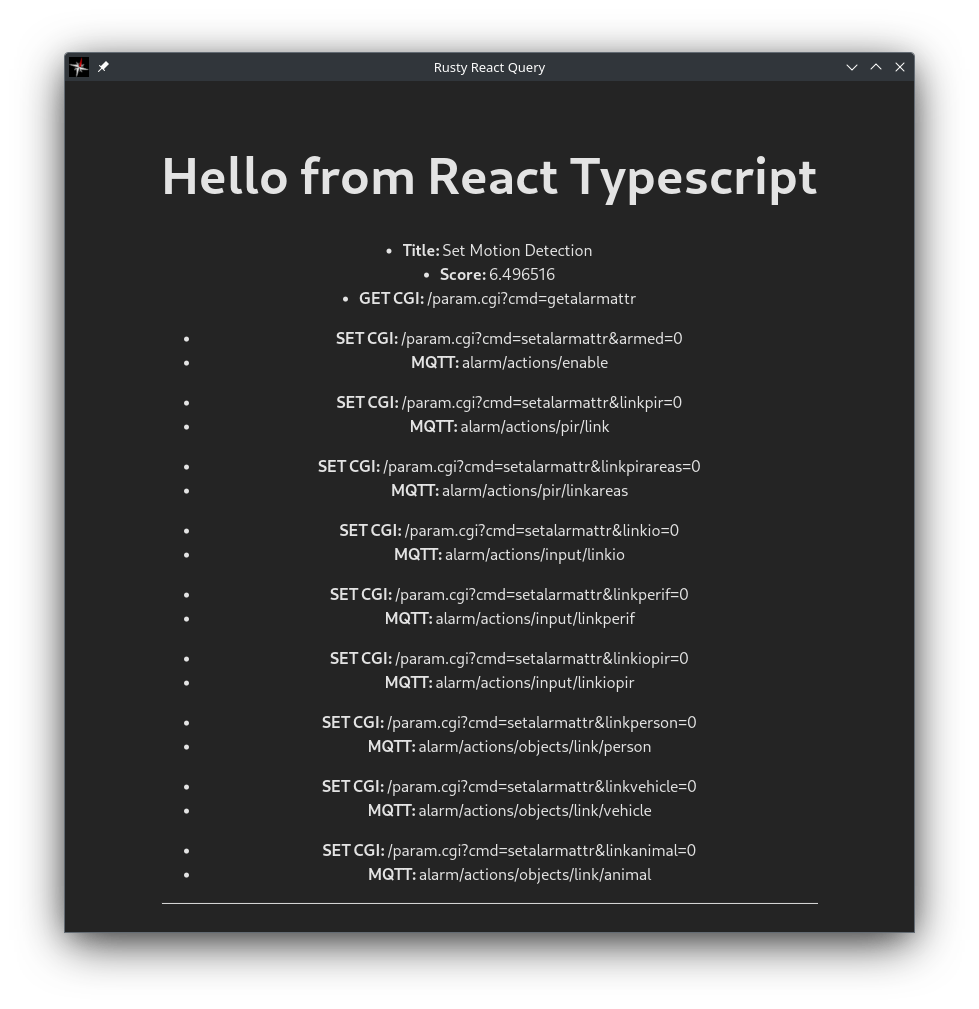 Rusty React Query
Hello from React Typescript
• Title: Set Motion Detection
• Score: 6.496516
• GET CGI: /param.cgi?cmd=getalarmattr
• SET CGI: /param.cgi?cmd=setalarmattr&armed=0
• MQTT: alarm/actions/enable
• SET CGI: /param.cgi?cmd=setalarmattr&linkpir=0
• MQTT: alarm/actions/pir/link
• SET CGI: /param.cgi?cmd=setalarmattr&linkpirareas=0
• MQTT: alarm/actions/pir/linkareas
• SET CGI: /param.cgi?cmd=setalarmattr&linkio=0
• MQTT: alarm/actions/input/linkio
• SET CGI: /param.cgi?cmd=setalarmattr&linkperif=0
• MQTT: alarm/actions/input/linkperif
• SET CGI: /param.cgi?cmd=setalarmattr&linkiopir=0
• MQTT: alarm/actions/input/linkiopir
• SET CGI: /param.cgi?cmd=setalarmattr&linkperson=0
• MQTT: alarm/actions/objects/link/person
• SET CGI: /param.cgi?cmd=setalarmattr&linkvehicle=0
• MQTT: alarm/actions/objects/link/vehicle
• SET CGI: /param.cgi?cmd=setalarmattr&linkanimal=0
• MQTT: alarm/actions/objects/link/animal